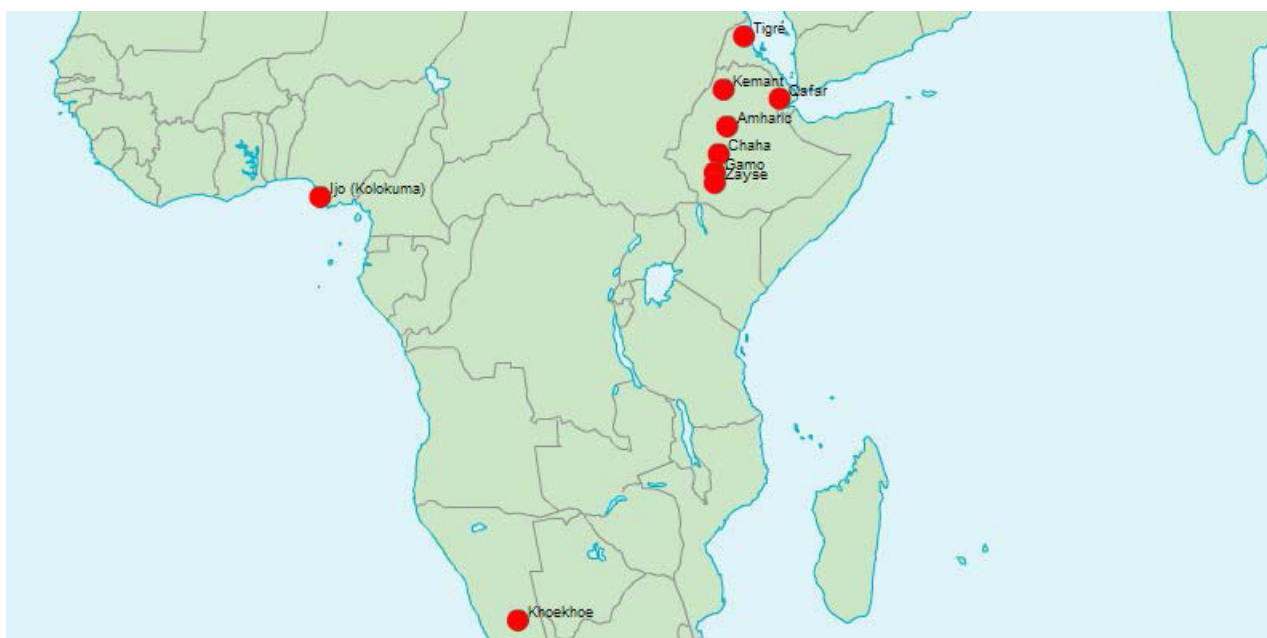 Tigré
Kemant
Qafar
Amharic
Chaha
Gamo
Zayse
Ijo (Kolokuma)
Khoekhoe